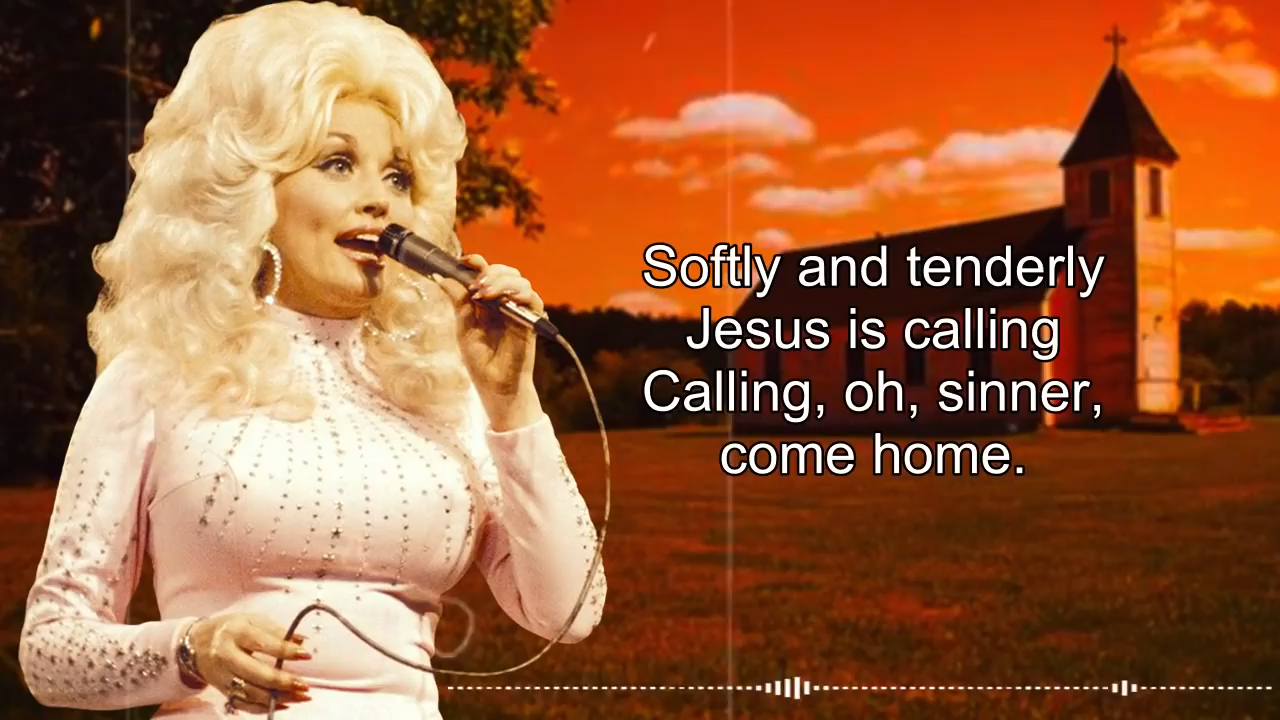 Softly and tenderly
Jesus is calling
Calling, oh, sinner,
come home.